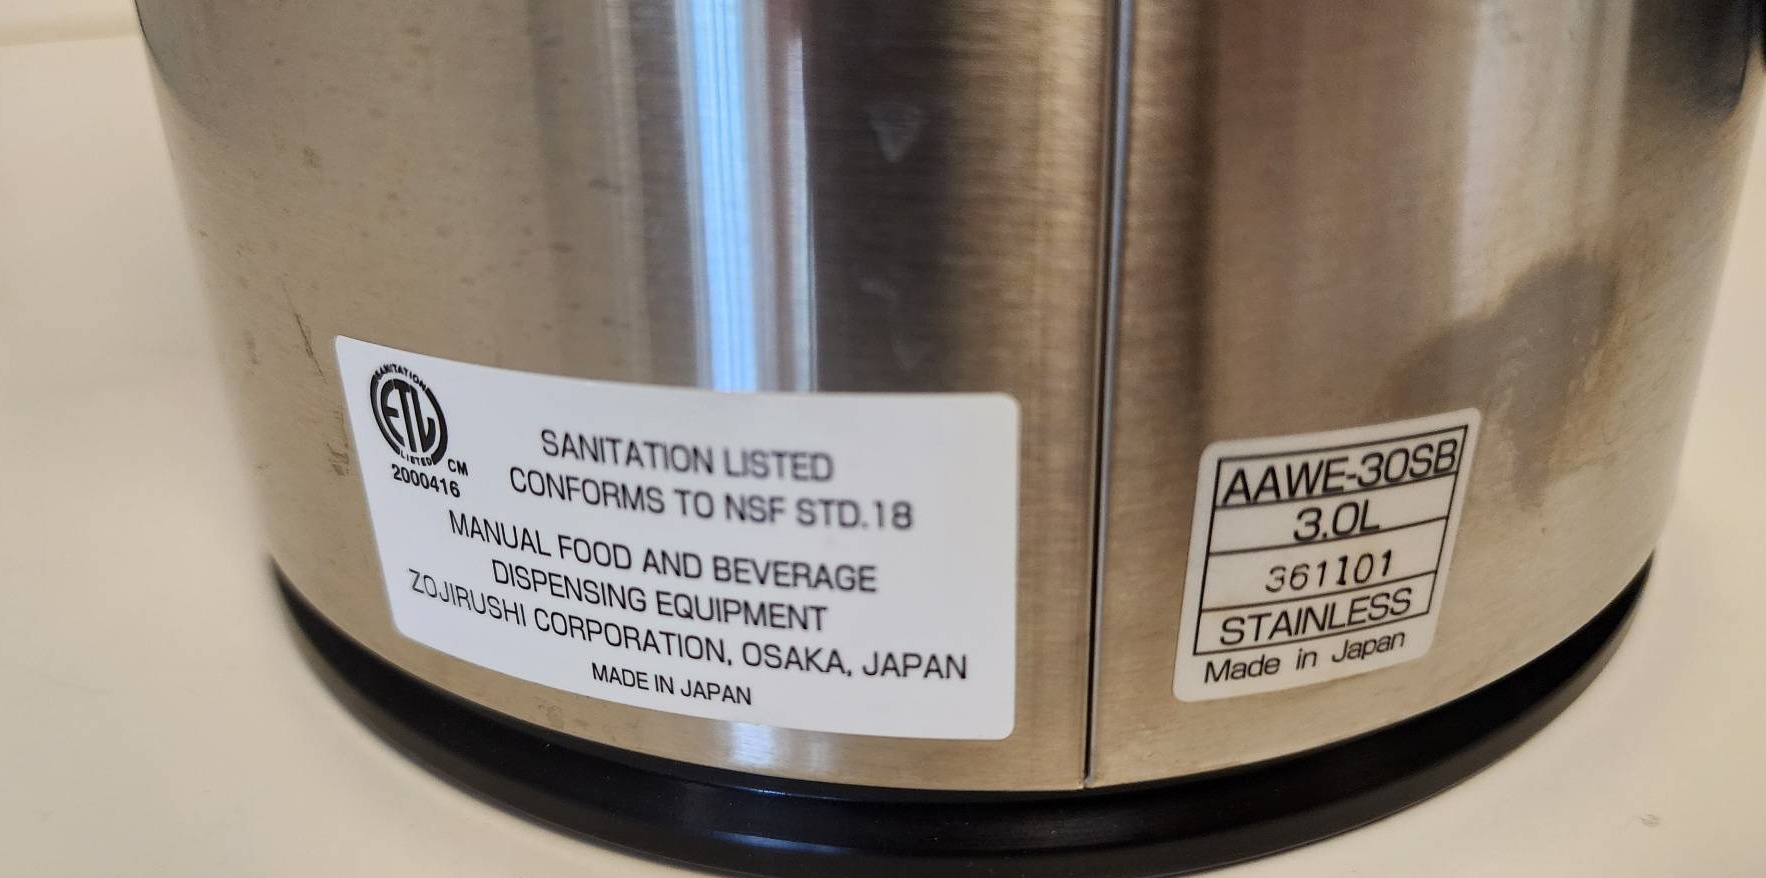 SANITATION
ETL
LISTED
CM
2000416
SANITATION LISTED
CONFORMS TO NSF STD.18
MANUAL FOOD AND BEVERAGE
DISPENSING EQUIPMENT
ZOJIRUSHI CORPORATION, OSAKA, JAPAN
MADE IN JAPAN
AAWE-30SB
3.0L
361101
STAINLESS
Made in Japan